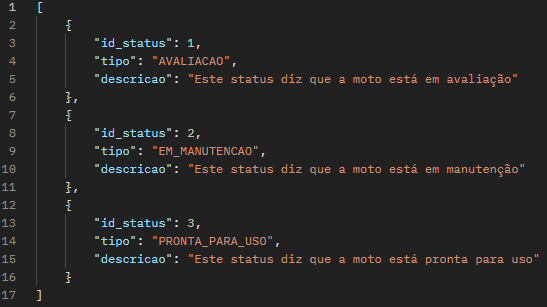 1 [
2 {
3 "id_status": 1,
4 "tipo": "AVALIACAO",
5 "descricao": "Este status diz que a moto está em avaliação"
6 },
7 {
8 "id_status": 2,
9 "tipo": "EM_MANUTENCAO",
10 "descricao": "Este status diz que a moto está em manutenção"
11 },
12 {
13 "id_status": 3,
14 "tipo": "PRONTA_PARA_USO",
15 "descricao": "Este status diz que a moto está pronta para uso"
16 }
17 ]